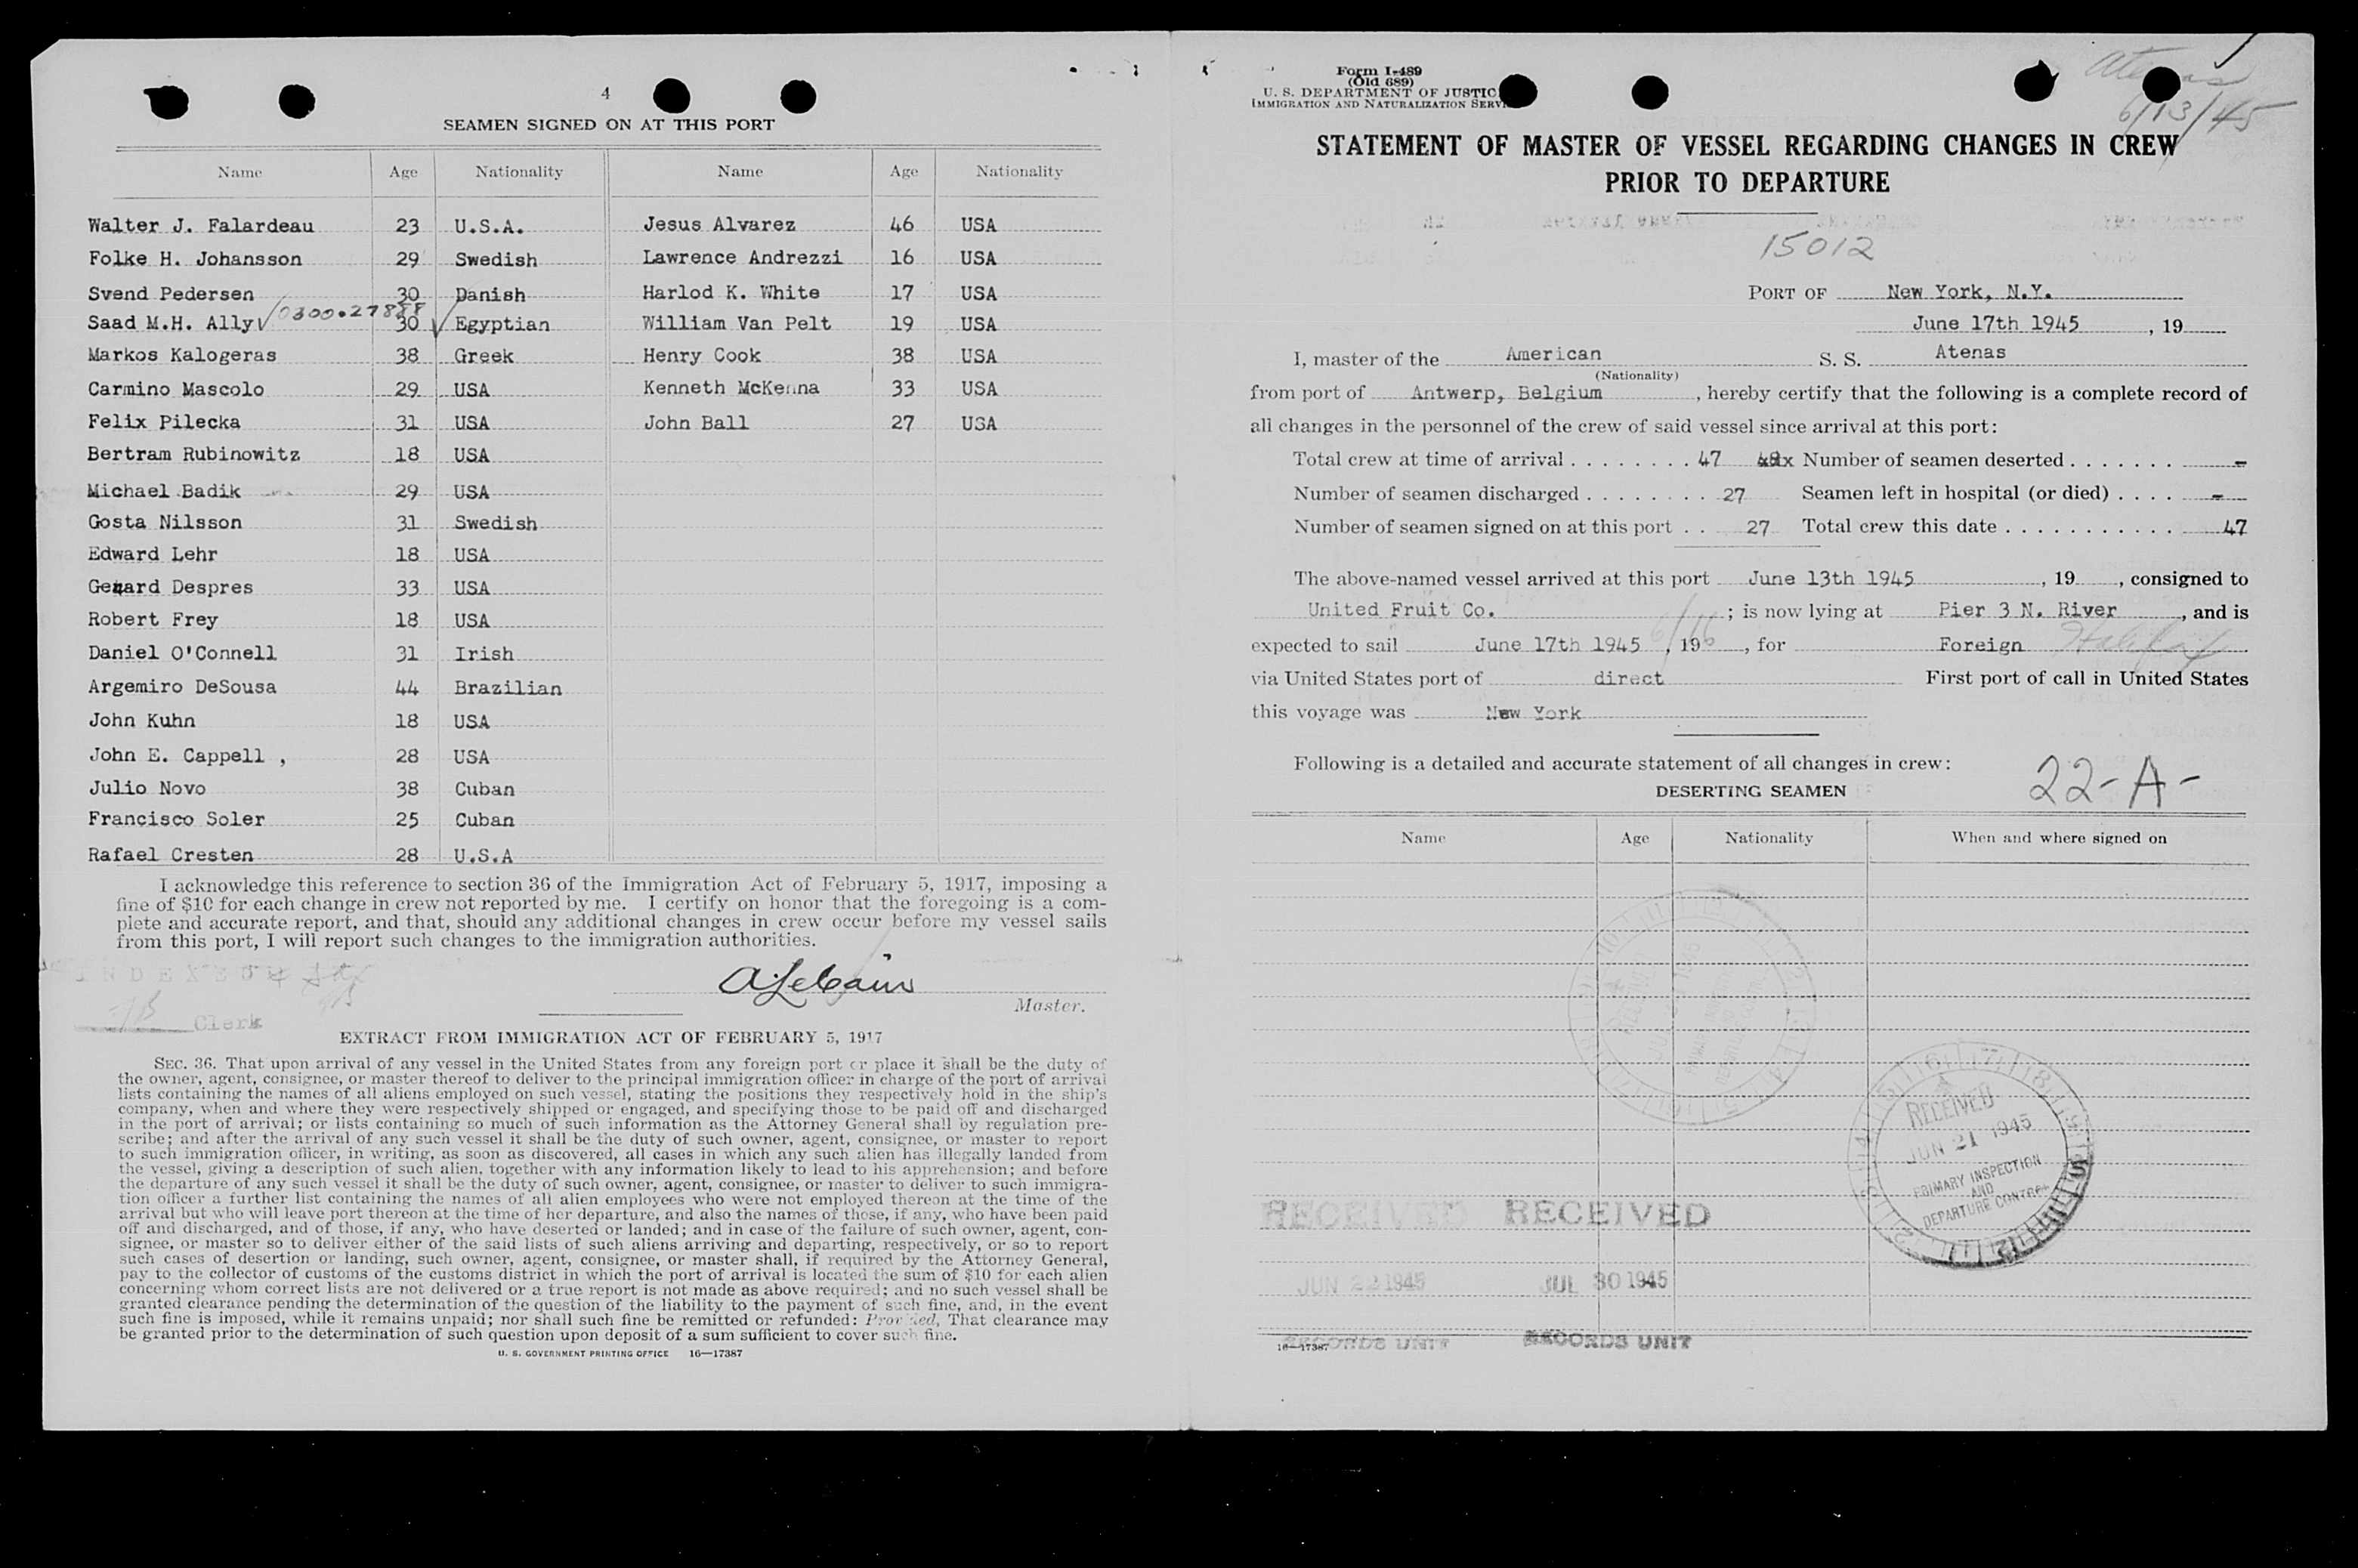 4
SEAMEN SIGNED ON AT THIS PORT
Name Age Nationality Name Age Nationality
Walter J. Falardeau 23 U.S.A. Jesus Alvarez 46 USA
Folke H. Johansson 29 Swedish Lawrence Andrezzi 16 USA
Svend Pedersen 30 Danish Harlod K. White 17 USA
Saad M.H. Ally √0300.27888 30 √ Egyptian William Van Pelt 19 USA
Markos Kalogeras 38 Greek Henry Cook 38 USA
Carmino Mascolo 29 USA Kenneth McKenna 33 USA
Felix Pilecka 31 USA John Ball 27 USA
Bertram Rubinowitz 18 USA
Michael Badik 29 USA
Gosta Nilsson 31 Swedish
Edward Lehr 18 USA
Gerard Despres 33 USA
Robert Frey 18 USA
Daniel O'Connell 31 Irish
Argemiro DeSousa 44 Brazilian
John Kuhn 18 USA
John E. Cappell , 28 USA
Julio Novo 38 Cuban
Francisco Soler 25 Cuban
Rafael Cresten 28 U.S.A
I acknowledge this reference to section 36 of the Immigration Act of February 5, 1917, imposing a
fine of $10 for each change in crew not reported by me. I certify on honor that the foregoing is a com-
plete and accurate report, and that, should any additional changes in crew occur before my vessel sails
from this port, I will report such changes to the immigration authorities.
INDEXED
Master.
Clerk
EXTRACT FROM IMMIGRATION ACT OF FEBRUARY 5, 1917
SEC. 36. That upon arrival of any vessel in the United States from any foreign port or place it shall be the duty of
the owner, agent, consignee, or master thereof to deliver to the principal immigration officer in charge of the port of arrival
lists containing the names of all aliens employed on such vessel, stating the positions they respectively hold in the ship's
company, when and where they were respectively shipped or engaged, and specifying those to be paid off and discharged
in the port of arrival; or lists containing so much of such information as the Attorney General shall by regulation pre-
scribe; and after the arrival of any such vessel it shall be the duty of such owner, agent, consignee, or master to report
to such immigration officer, in writing, as soon as discovered, all cases in which any such alien has illegally landed from
the vessel, giving a description of such alien, together with any information likely to lead to his apprehension; and before
the departure of any such vessel it shall be the duty of such owner, agent, consignee, or master to deliver to such immigra-
tion officer a further list containing the names of all alien employees who were not employed thereon at the time of the
arrival but who will leave port thereon at the time of her departure, and also the names of those, if any, who have been paid
off and discharged, and of those, if any, who have deserted or landed; and in case of the failure of such owner, agent, con-
signee, or master so to deliver either of the said lists of such aliens arriving and departing, respectively, or so to report
such cases of desertion or landing, such owner, agent, consignee, or master shall, if required by the Attorney General,
pay to the collector of customs of the customs district in which the port of arrival is located the sum of $10 for each alien
concerning whom correct lists are not delivered or a true report is not made as above required; and no such vessel shall be
granted clearance pending the determination of the question of the liability to the payment of such fine, and, in the event
such fine is imposed, while it remains unpaid; nor shall such fine be remitted or refunded: Provided, That clearance may
be granted prior to the determination of such question upon deposit of a sum sufficient to cover such fine.
U. S. GOVERNMENT PRINTING OFFICE 16—17387
Form I-489
(Old 689)
U. S. DEPARTMENT OF JUSTIC
IMMIGRATION AND NATURALIZATION SERV
Atenas
6/13/45
STATEMENT OF MASTER OF VESSEL REGARDING CHANGES IN CREW
PRIOR TO DEPARTURE
15012
PORT OF New York, N.Y.
June 17th 1945 , 19
I, master of the American S. S. Atenas
(Nationality)
from port of Antwerp, Belgium , hereby certify that the following is a complete record of
all changes in the personnel of the crew of said vessel since arrival at this port:
Total crew at time of arrival . . . . . . . . 47 Number of seamen deserted . . . . . . . -
Number of seamen discharged . . . . . . . . 27 Seamen left in hospital (or died) . . . . -
Number of seamen signed on at this port . . 27 Total crew this date . . . . . . . . . . . . 47
The above-named vessel arrived at this port June 13th 1945 , 19 , consigned to
United Fruit Co. ; is now lying at Pier 3 N. River , and is
expected to sail June 17th 1945 6/16 , 19 , for Foreign Halifax
via United States port of direct First port of call in United States
this voyage was New York
Following is a detailed and accurate statement of all changes in crew:
22-A-
DESERTING SEAMEN
Name Age Nationality When and where signed on
RECEIVED
JUN 21 1945
PRIMARY INSPECTION
AND
DEPARTURE CONTROL
RECEIVED RECEIVED
JUN 22 1945 JUL 30 1945
RECORDS UNIT RECORDS UNIT
16—17387